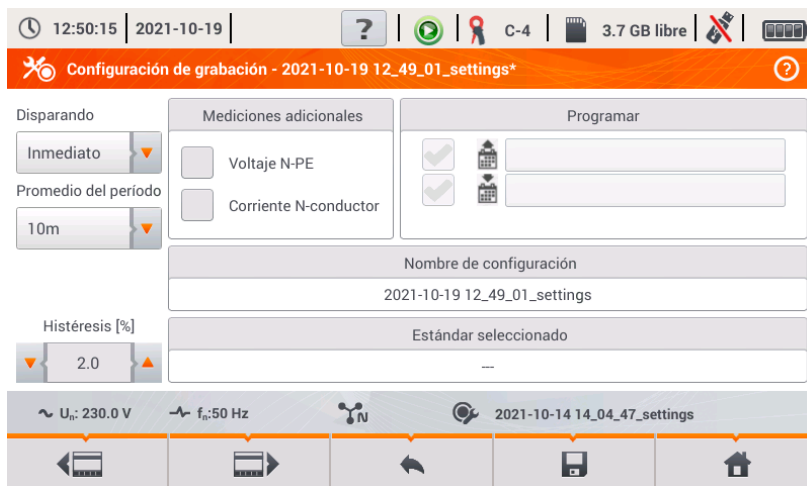 12:50:15 2021-10-19 ? C-4 3.7 GB libre
Configuración de grabación - 2021-10-19 12_49_01_settings* ?
Disparando
Inmediato
Promedio del período
10m
Histéresis [%]
2.0
Mediciones adicionales
Voltaje N-PE
Corriente N-conductor
Programar
Nombre de configuración
2021-10-19 12_49_01_settings
Estándar seleccionado
---
Un: 230.0 V fn:50 Hz N 2021-10-14 14_04_47_settings